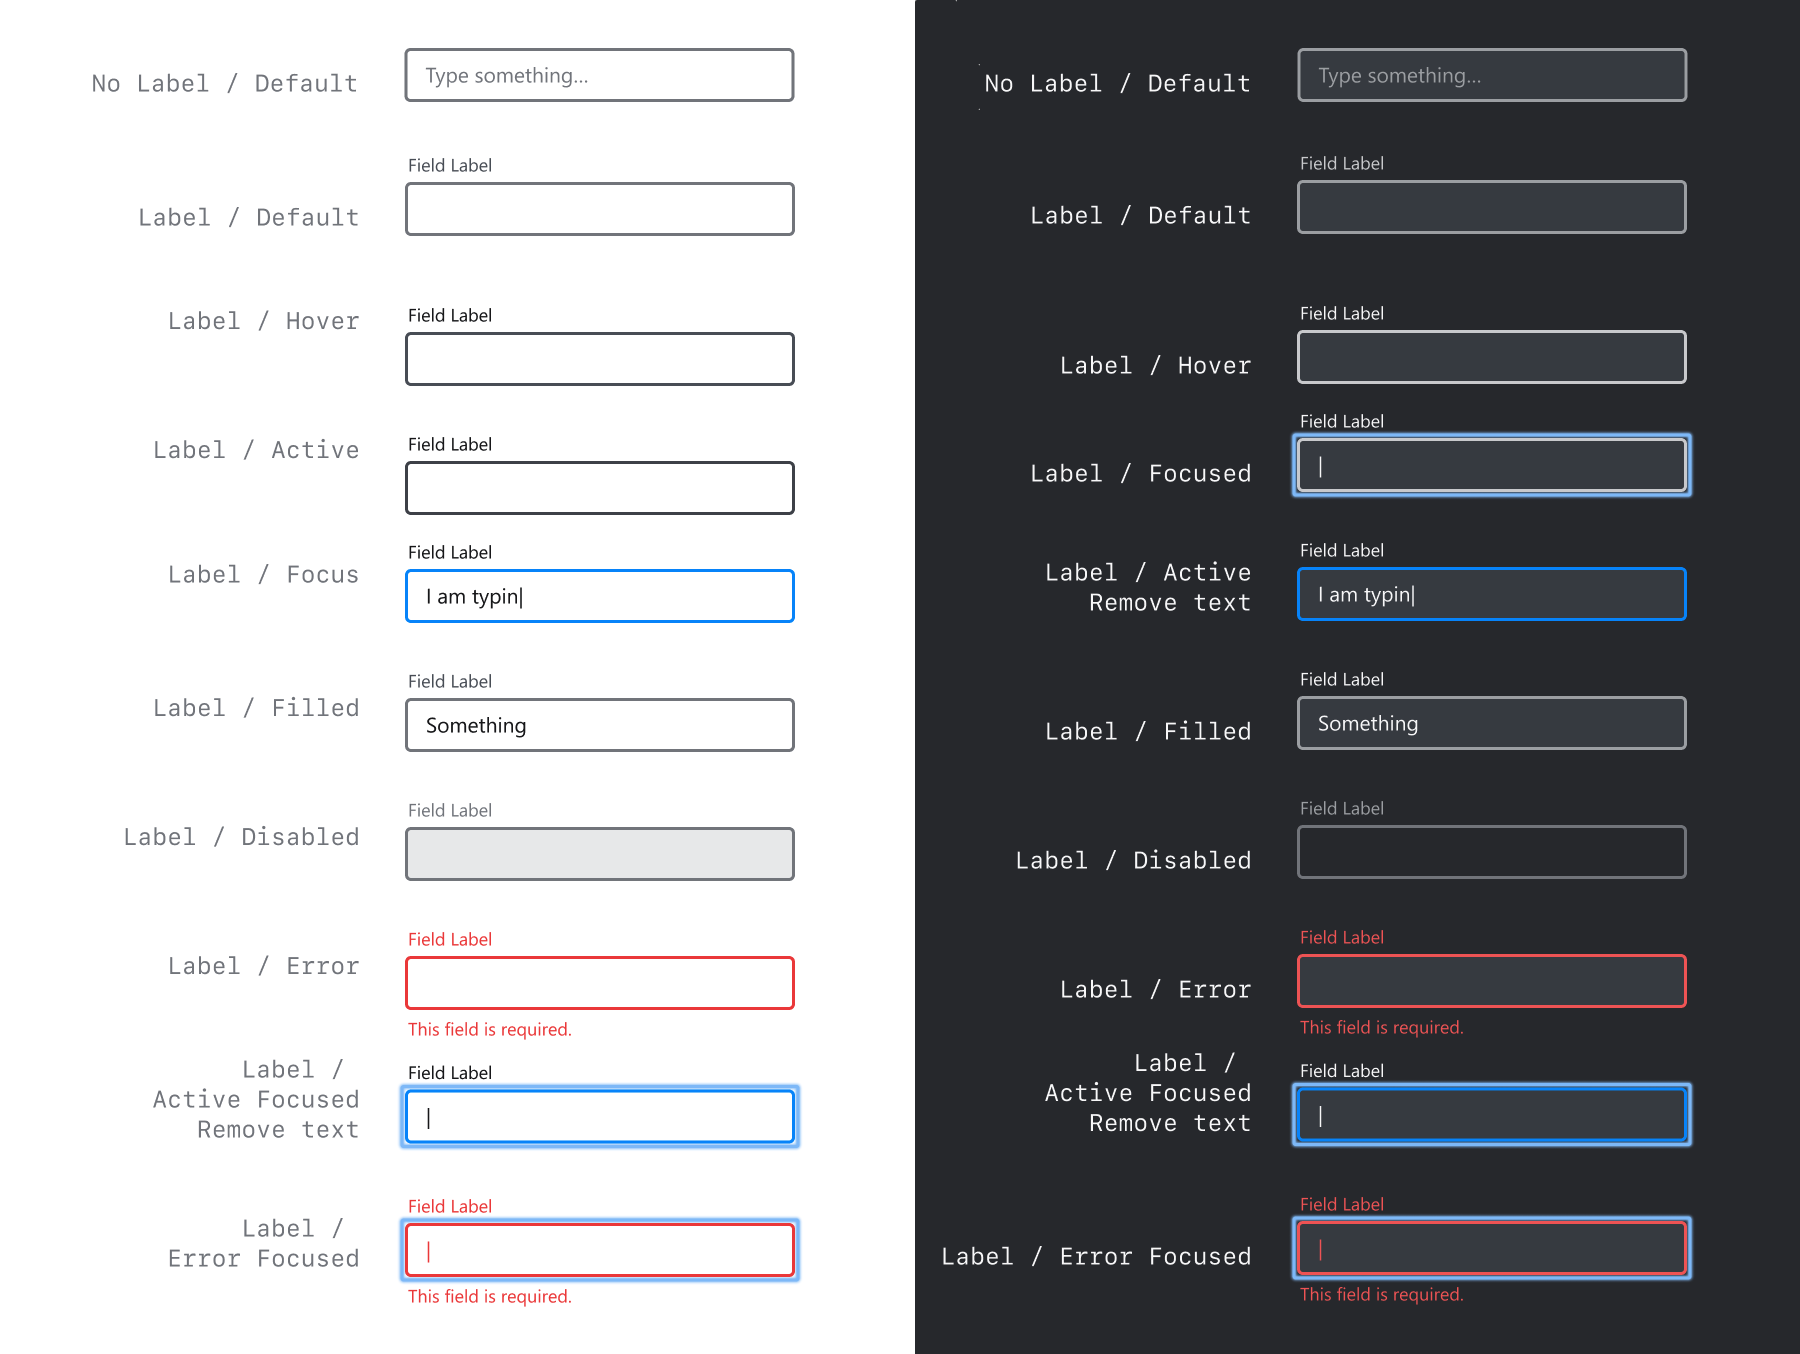 No Label / Default
Type something...
Field Label
Label / Default
Field Label
Label / Hover
Field Label
Label / Active
Field Label
Label / Focus
I am typin|
Field Label
Label / Filled
Something
Field Label
Label / Disabled
Field Label
Label / Error
This field is required.
Field Label
Label /
Active Focused
Remove text
|
Field Label
Label /
Error Focused
|
This field is required.
No Label / Default
Type something...
Field Label
Label / Default
Field Label
Label / Hover
Field Label
Label / Focused
|
Field Label
Label / Active
Remove text
I am typin|
Field Label
Label / Filled
Something
Field Label
Label / Disabled
Field Label
Label / Error
This field is required.
Field Label
Label /
Active Focused
Remove text
|
Field Label
Label / Error Focused
|
This field is required.